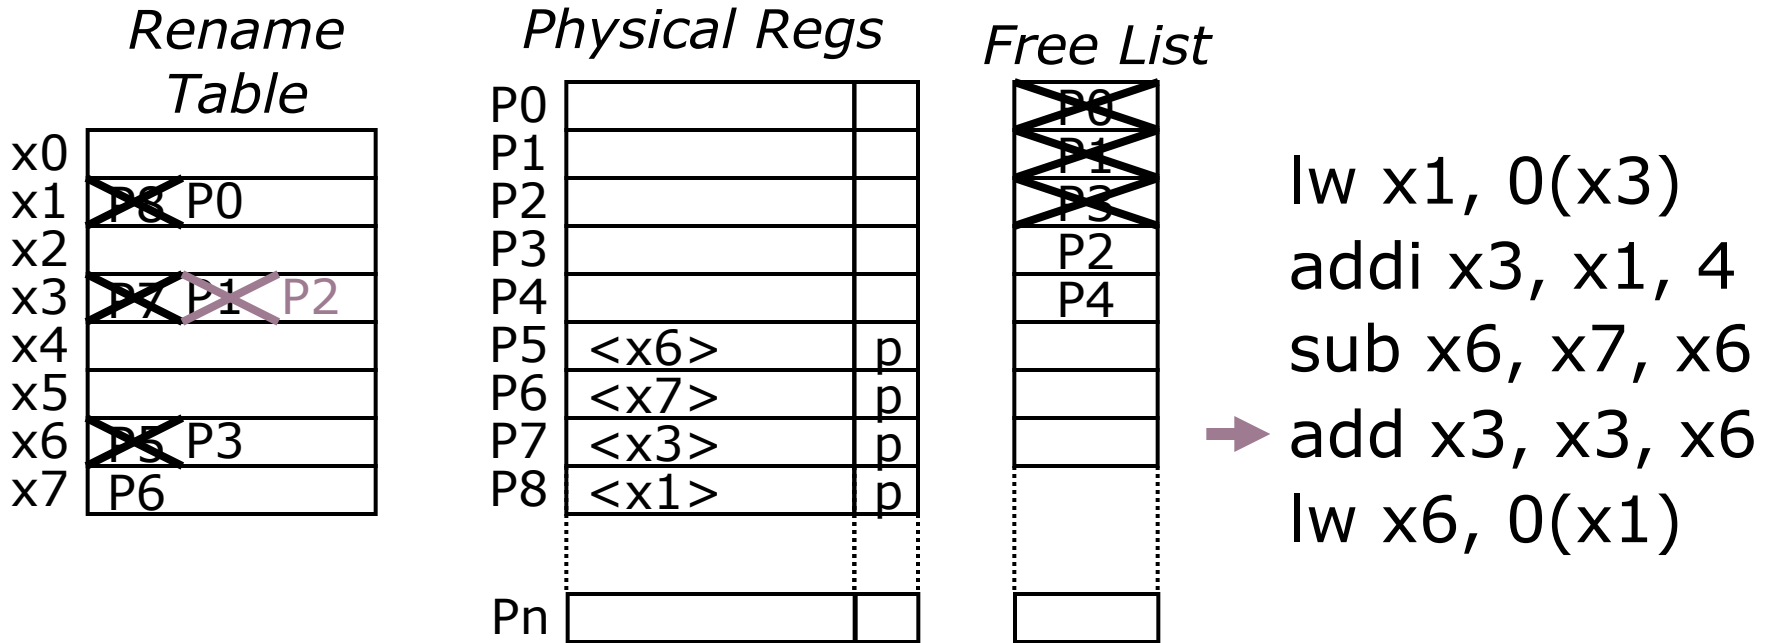 Rename
Table
x0
x1 P8 P0
x2
x3 P7 P1 P2
x4
x5
x6 P5 P3
x7 P6
Physical Regs
P0
P1
P2
P3
P4
P5 <x6> p
P6 <x7> p
P7 <x3> p
P8 <x1> p
Pn
Free List
P0
P1
P3
P2
P4
lw x1, 0(x3)
addi x3, x1, 4
sub x6, x7, x6
add x3, x3, x6
lw x6, 0(x1)